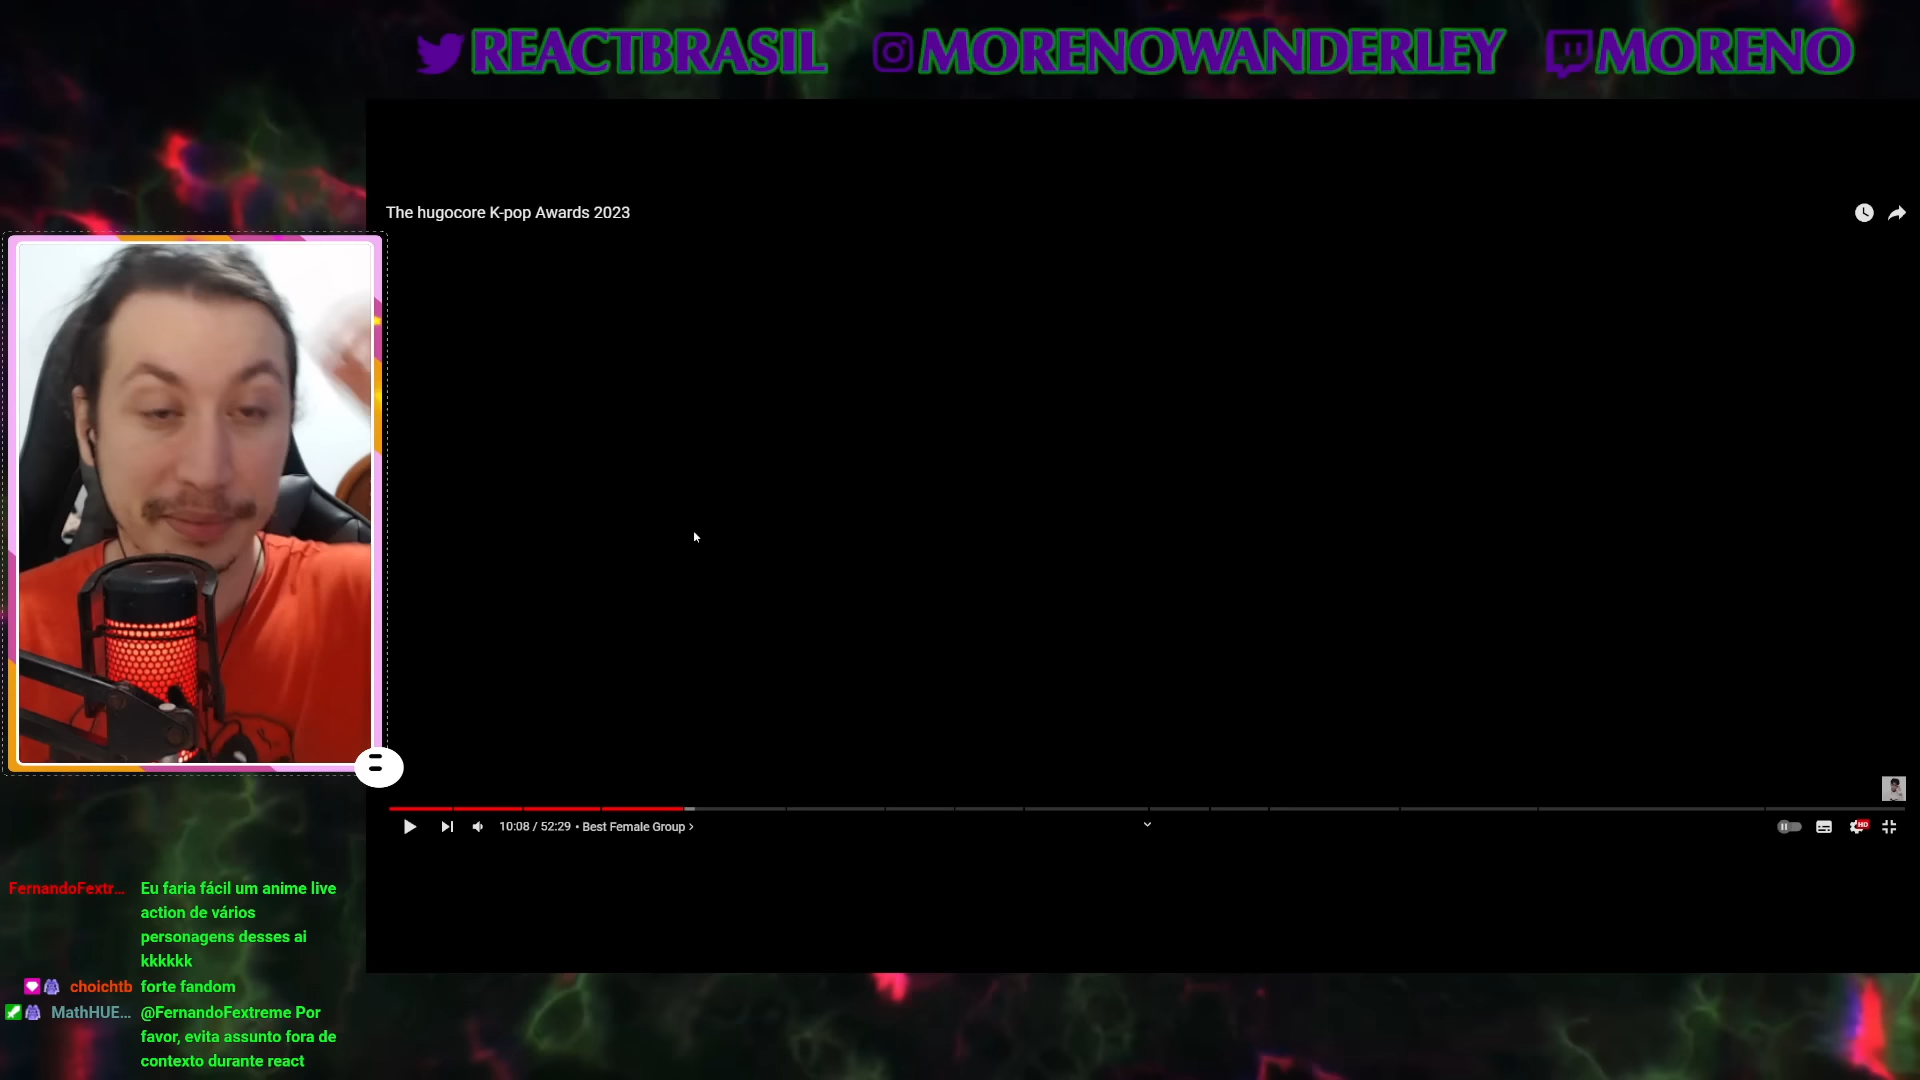 REACTBRASIL MORENOWANDERLEY MORENO
The hugocore K-pop Awards 2023
10:08 / 52:29 • Best Female Group >
HD
FernandoFextr... Eu faria fácil um anime live
action de vários
personagens desses ai
kkkkkk
choichtb forte fandom
MathHUE... @FernandoFextreme Por
favor, evita assunto fora de
contexto durante react